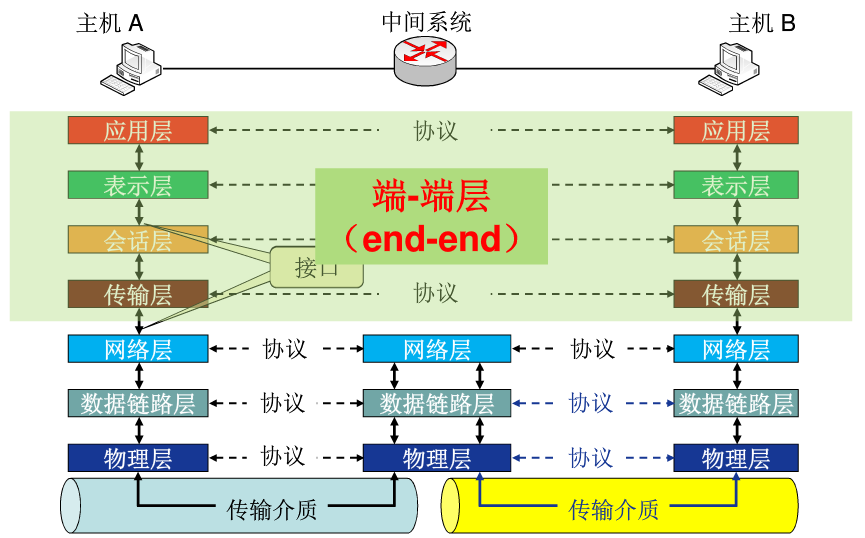 主机 A
中间系统
主机 B
应用层
协议
应用层
表示层
端-端层
表示层
(end-end)
会话层
会话层
接口
传输层
协议
传输层
网络层
协议
网络层
协议
网络层
数据链路层
协议
数据链路层
协议
数据链路层
物理层
协议
物理层
协议
物理层
传输介质
传输介质